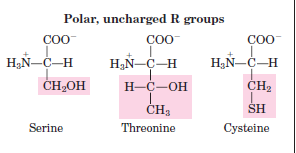 Polar, uncharged R groups
COO⁻ COO⁻ COO⁻
H₃N⁺–C–H H₃N⁺–C–H H₃N⁺–C–H
CH₂OH H–C–OH CH₂
CH₃ SH
Serine Threonine Cysteine